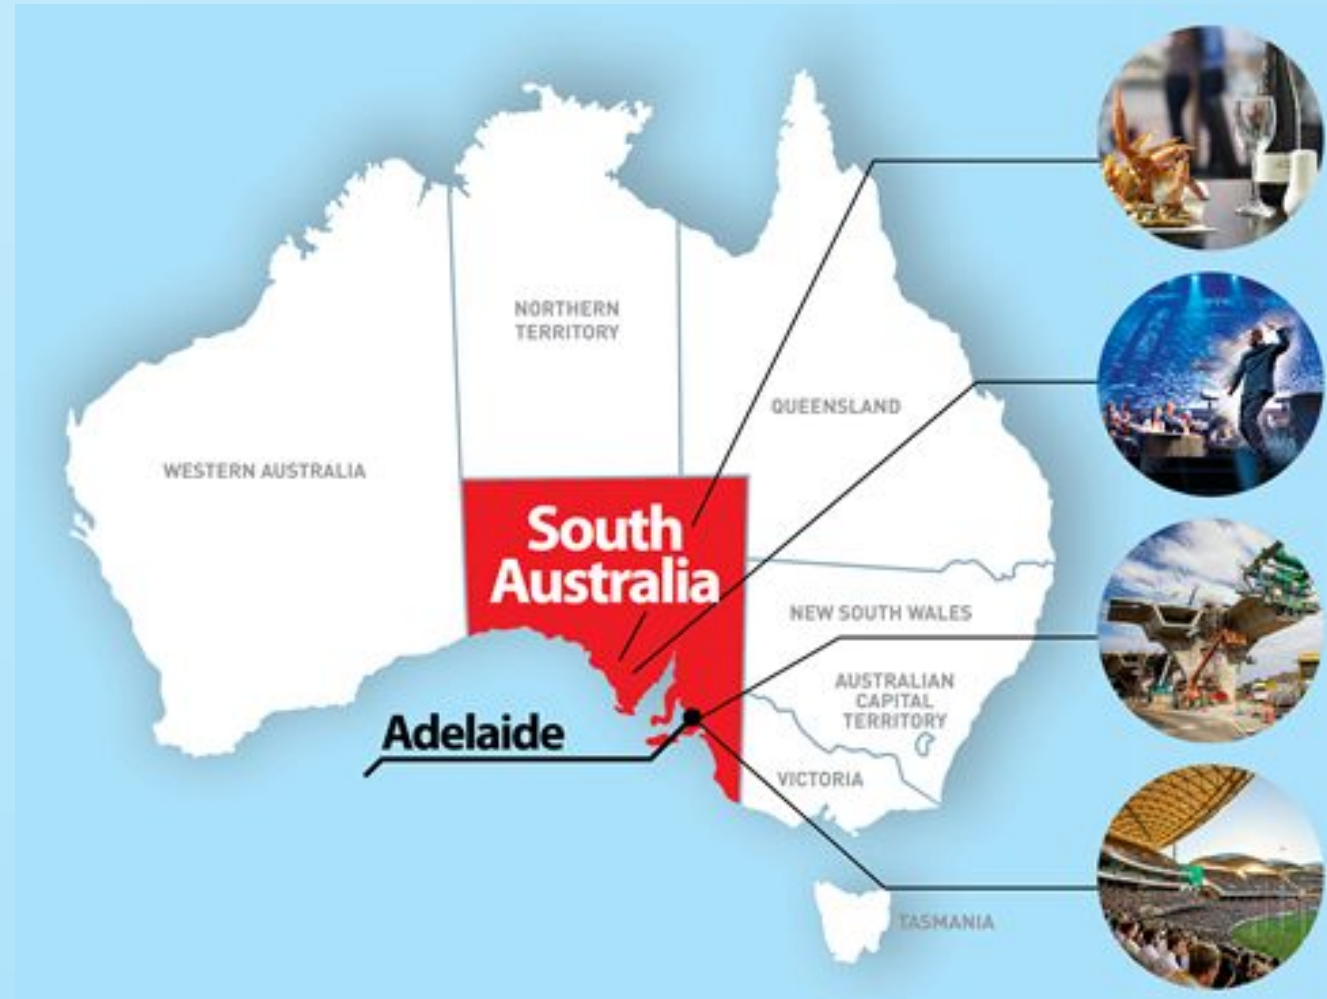 NORTHERN
TERRITORY
QUEENSLAND
WESTERN AUSTRALIA
South
Australia
NEW SOUTH WALES
AUSTRALIAN
CAPITAL
TERRITORY
Adelaide
VICTORIA
TASMANIA